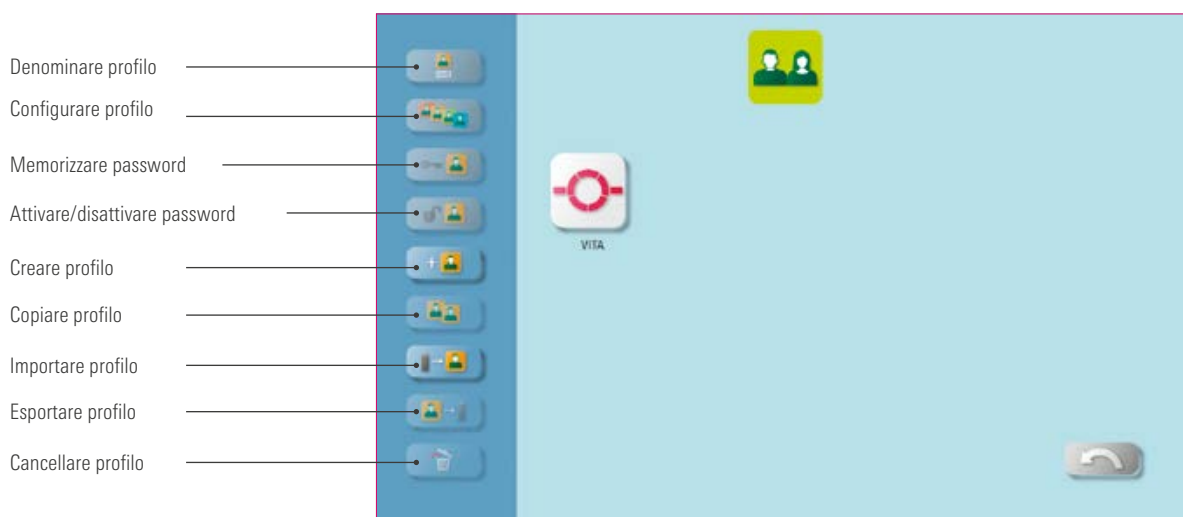 Denominare profilo
Configurare profilo
Memorizzare password
Attivare/disattivare password
Creare profilo
Copiare profilo
Importare profilo
Esportare profilo
Cancellare profilo
VITA